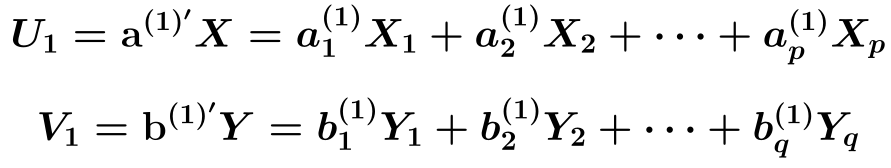 U₁ = a⁽¹⁾′X = a₁⁽¹⁾X₁ + a₂⁽¹⁾X₂ + ⋯ + aₚ⁽¹⁾Xₚ
V₁ = b⁽¹⁾′Y = b₁⁽¹⁾Y₁ + b₂⁽¹⁾Y₂ + ⋯ + b_q⁽¹⁾Y_q